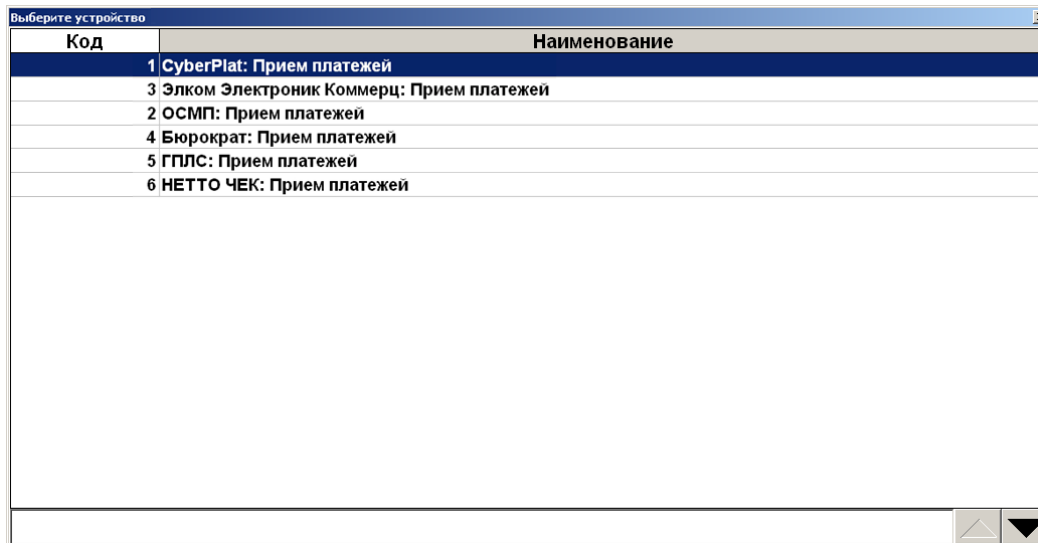 Выберите устройство
Код Наименование
1 CyberPlat: Прием платежей
3 Элком Электроник Коммерц: Прием платежей
2 ОСМП: Прием платежей
4 Бюрократ: Прием платежей
5 ГПЛС: Прием платежей
6 НЕТТО ЧЕК: Прием платежей